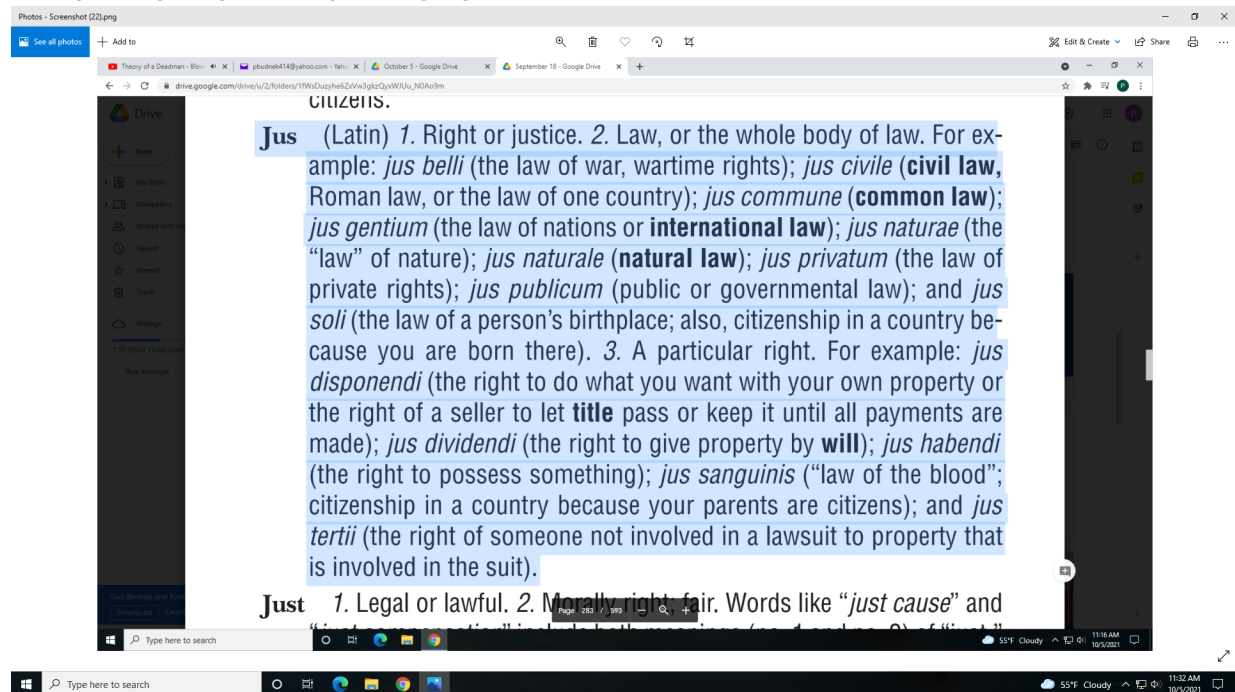 Photos - Screenshot (22).png
See all photos
Add to
Edit & Create
Share
Theory of a Deadman - Blow
pbudnek414@yahoo.com - Yaho
October 5 - Google Drive
September 18 - Google Drive
drive.google.com/drive/u/2/folders/1fWsDuzyhe6ZxVw3gkzQyxWJUu_N0Ao9m
Drive
New
My Drive
Computers
Shared with me
Recent
Starred
Trash
Storage
Buy storage
citizens.
Jus (Latin) 1. Right or justice. 2. Law, or the whole body of law. For ex-
ample: jus belli (the law of war, wartime rights); jus civile (civil law,
Roman law, or the law of one country); jus commune (common law);
jus gentium (the law of nations or international law); jus naturae (the
“law” of nature); jus naturale (natural law); jus privatum (the law of
private rights); jus publicum (public or governmental law); and jus
soli (the law of a person’s birthplace; also, citizenship in a country be-
cause you are born there). 3. A particular right. For example: jus
disponendi (the right to do what you want with your own property or
the right of a seller to let title pass or keep it until all payments are
made); jus dividendi (the right to give property by will); jus habendi
(the right to possess something); jus sanguinis (“law of the blood”;
citizenship in a country because your parents are citizens); and jus
tertii (the right of someone not involved in a lawsuit to property that
is involved in the suit).
Just 1. Legal or lawful. 2. Morally right; fair. Words like “just cause” and
Page 283 / 593
Get Backup and Sync
Download
Type here to search
55°F Cloudy
11:16 AM
10/5/2021
Type here to search
55°F Cloudy
11:32 AM
10/5/2021